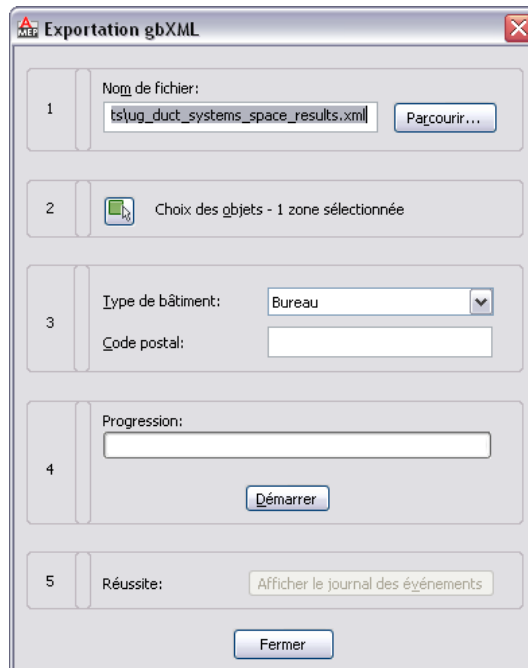 MEP Exportation gbXML
1
Nom de fichier:
ts\ug_duct_systems_space_results.xml
Parcourir...
2
Choix des objets - 1 zone sélectionnée
3
Type de bâtiment:
Bureau
Code postal:
4
Progression:
Démarrer
5
Réussite:
Afficher le journal des événements
Fermer